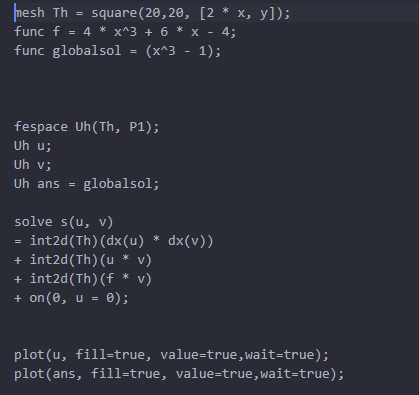 mesh Th = square(20,20, [2 * x, y]);
func f = 4 * x^3 + 6 * x - 4;
func globalsol = (x^3 - 1);
fespace Uh(Th, P1);
Uh u;
Uh v;
Uh ans = globalsol;
solve s(u, v)
= int2d(Th)(dx(u) * dx(v))
+ int2d(Th)(u * v)
+ int2d(Th)(f * v)
+ on(0, u = 0);
plot(u, fill=true, value=true,wait=true);
plot(ans, fill=true, value=true,wait=true);